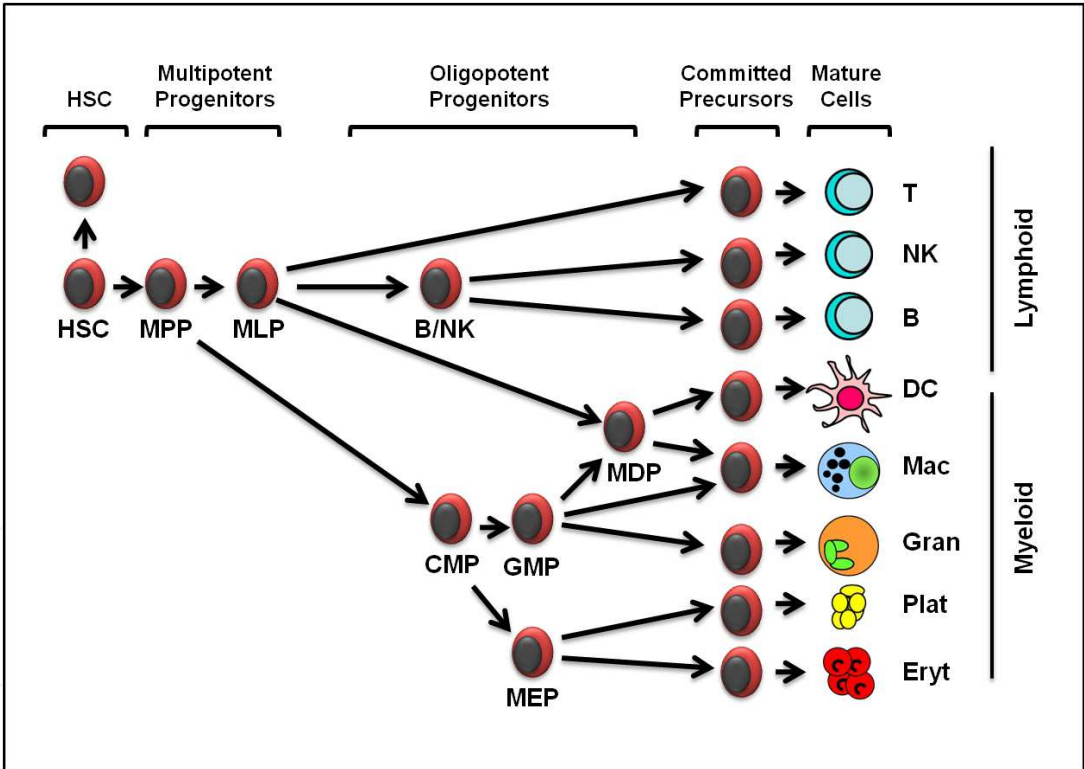 HSC
Multipotent
Progenitors
Oligopotent
Progenitors
Committed
Precursors
Mature
Cells
HSC
MPP
MLP
B/NK
MDP
CMP
GMP
MEP
T
NK
B
DC
Mac
Gran
Plat
Eryt
Lymphoid
Myeloid